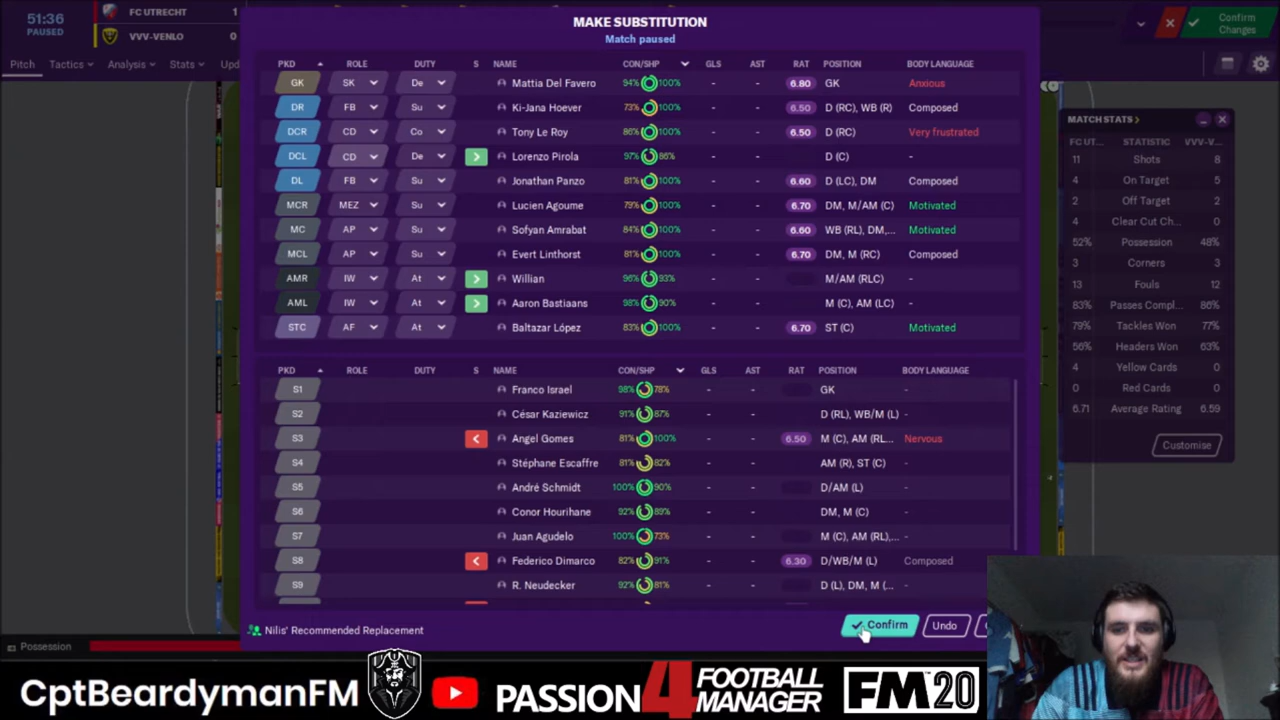 51:36
PAUSED
FC UTRECHT 1
VVV-VENLO 0
Confirm Changes
Pitch Tactics Analysis Stats Upd
MAKE SUBSTITUTION
Match paused
PKD ROLE DUTY S NAME CON/SHP GLS AST RAT POSITION BODY LANGUAGE
GK SK De Mattia Del Favero 94% 100% - - 6.80 GK Anxious
DR FB Su Ki-Jana Hoever 73% 100% - - 6.50 D (RC), WB (R) Composed
DCR CD Co Tony Le Roy 86% 100% - - 6.50 D (RC) Very frustrated
DCL CD De Lorenzo Pirola 97% 86% - - D (C) -
DL FB Su Jonathan Panzo 81% 100% - - 6.60 D (LC), DM Composed
MCR MEZ Su Lucien Agoume 79% 100% - - 6.70 DM, M/AM (C) Motivated
MC AP Su Sofyan Amrabat 84% 100% - - 6.60 WB (RL), DM,... Motivated
MCL AP Su Evert Linthorst 81% 100% - - 6.70 DM, M (RC) Composed
AMR IW At Willian 96% 93% - - M/AM (RLC)
AML IW At Aaron Bastiaans 98% 90% - - M (C), AM (LC) -
STC AF At Baltazar López 83% 100% - - 6.70 ST (C) Motivated
PKD ROLE DUTY S NAME CON/SHP GLS AST RAT POSITION BODY LANGUAGE
S1 Franco Israel 98% 78% - - GK
S2 César Kaziewicz 91% 87% - - D (RL), WB/M (L) -
S3 Angel Gomes 81% 100% - - 6.50 M (C), AM (RL... Nervous
S4 Stéphane Escaffre 81% 82% - - AM (R), ST (C) -
S5 André Schmidt 100% 90% - - D/AM (L) -
S6 Conor Hourihane 92% 89% - - DM, M (C) -
S7 Juan Agudelo 100% 73% - - M (C), AM (RL),... -
S8 Federico Dimarco 82% 91% - - 6.30 D/WB/M (L) Composed
S9 R. Neudecker 92% 81% - - D (L), DM, M (... -
Nilis' Recommended Replacement
Confirm Undo
MATCH STATS
FC UT... STATISTIC VVV-V...
11 Shots 8
4 On Target 5
2 Off Target 2
4 Clear Cut Ch... 0
52% Possession 48%
3 Corners 3
13 Fouls 12
83% Passes Compl... 86%
79% Tackles Won 77%
56% Headers Won 63%
4 Yellow Cards 0
0 Red Cards 0
6.71 Average Rating 6.59
Customise
Possession
CptBeardymanFM
PASSION 4 FOOTBALL MANAGER
FM20